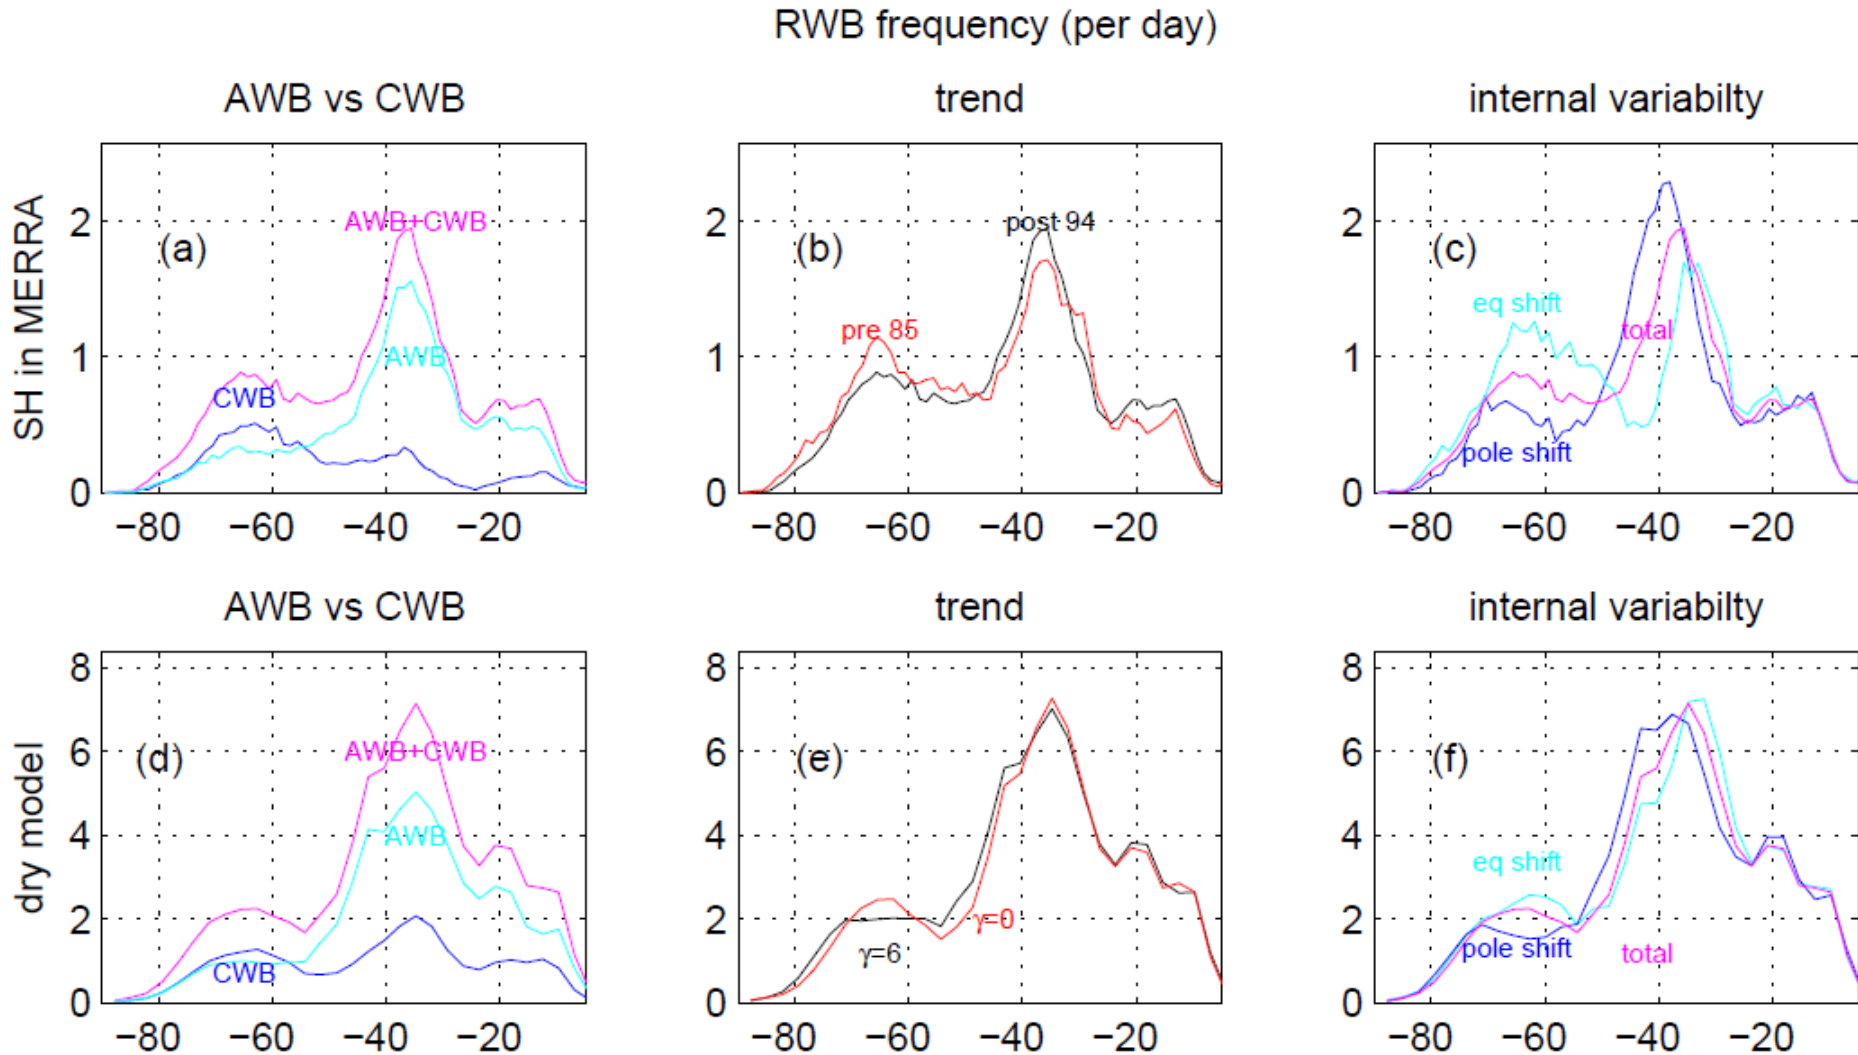 RWB frequency (per day)
AWB vs CWB
trend
internal variabilty
SH in MERRA
2
1
0
(a)
AWB+CWB
AWB
CWB
−80 −60 −40 −20
2
1
0
(b)
post 94
pre 85
−80 −60 −40 −20
2
1
0
(c)
eq shift
total
pole shift
−80 −60 −40 −20
AWB vs CWB
trend
internal variabilty
dry model
8
6
4
2
0
(d)
AWB+CWB
AWB
CWB
−80 −60 −40 −20
8
6
4
2
0
(e)
γ=0
γ=6
−80 −60 −40 −20
8
6
4
2
0
(f)
eq shift
pole shift
total
−80 −60 −40 −20